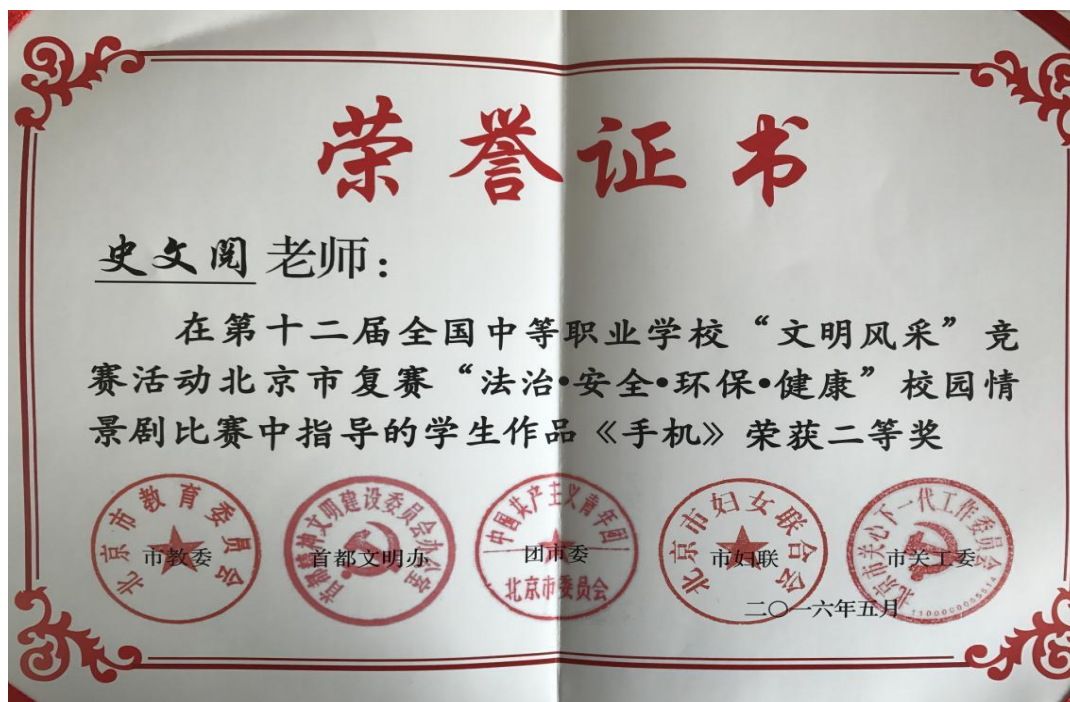 荣誉证书
史文阅 老师：
在第十二届全国中等职业学校“文明风采”竞
赛活动北京市复赛“法治•安全•环保•健康”校园情
景剧比赛中指导的学生作品《手机》荣获二等奖
北京市教育委员会
市教委
首都精神文明建设委员会办公室
首都文明办
中国共产主义青年团
团市委
北京市委员会
北京市妇女联合会
市妇联
北京市关心下一代工作委员会
市关工委
二〇一六年五月